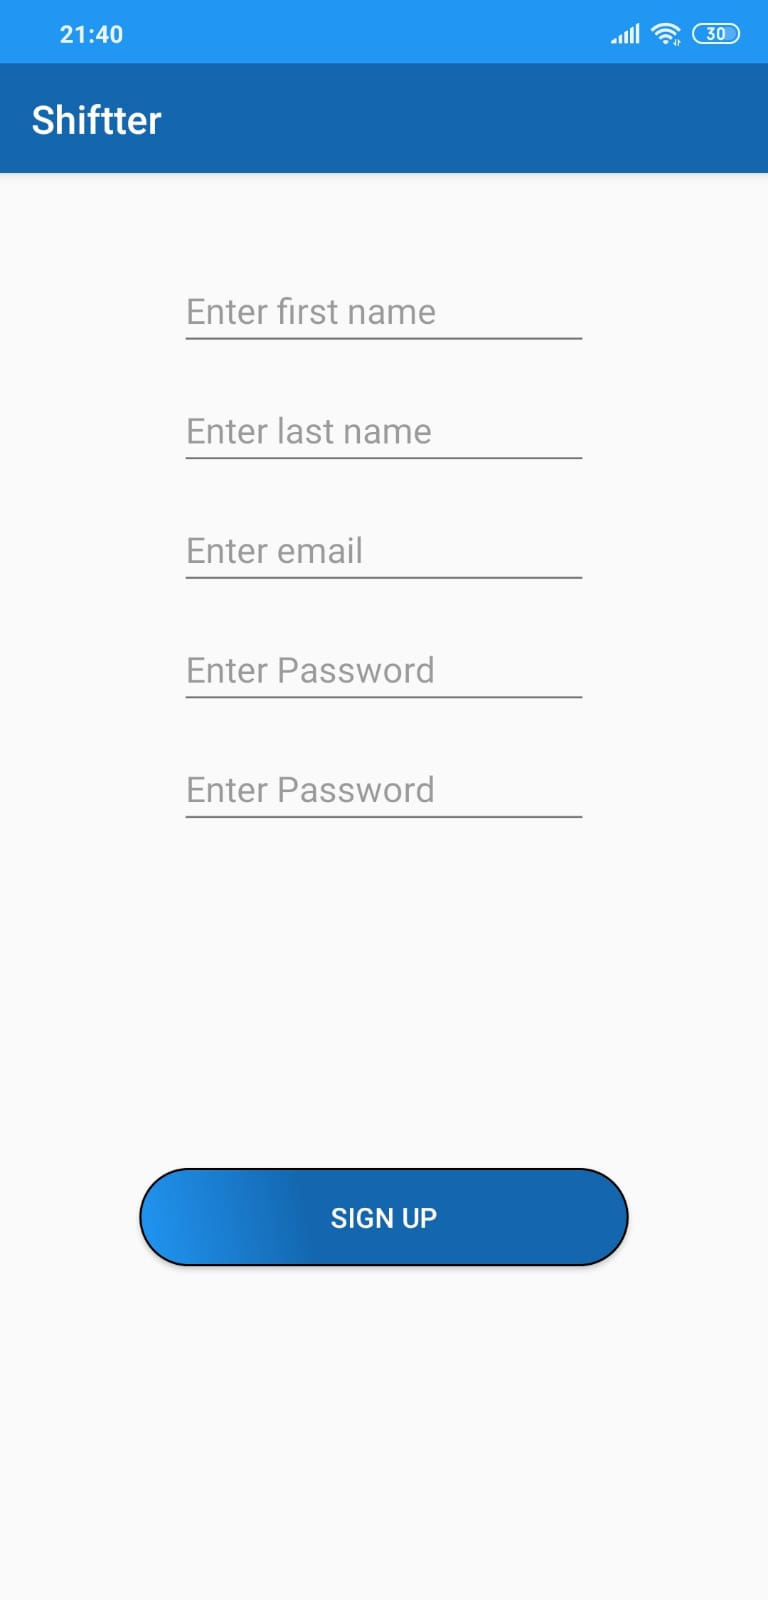 21:40
30
Shiftter
Enter first name
Enter last name
Enter email
Enter Password
Enter Password
SIGN UP